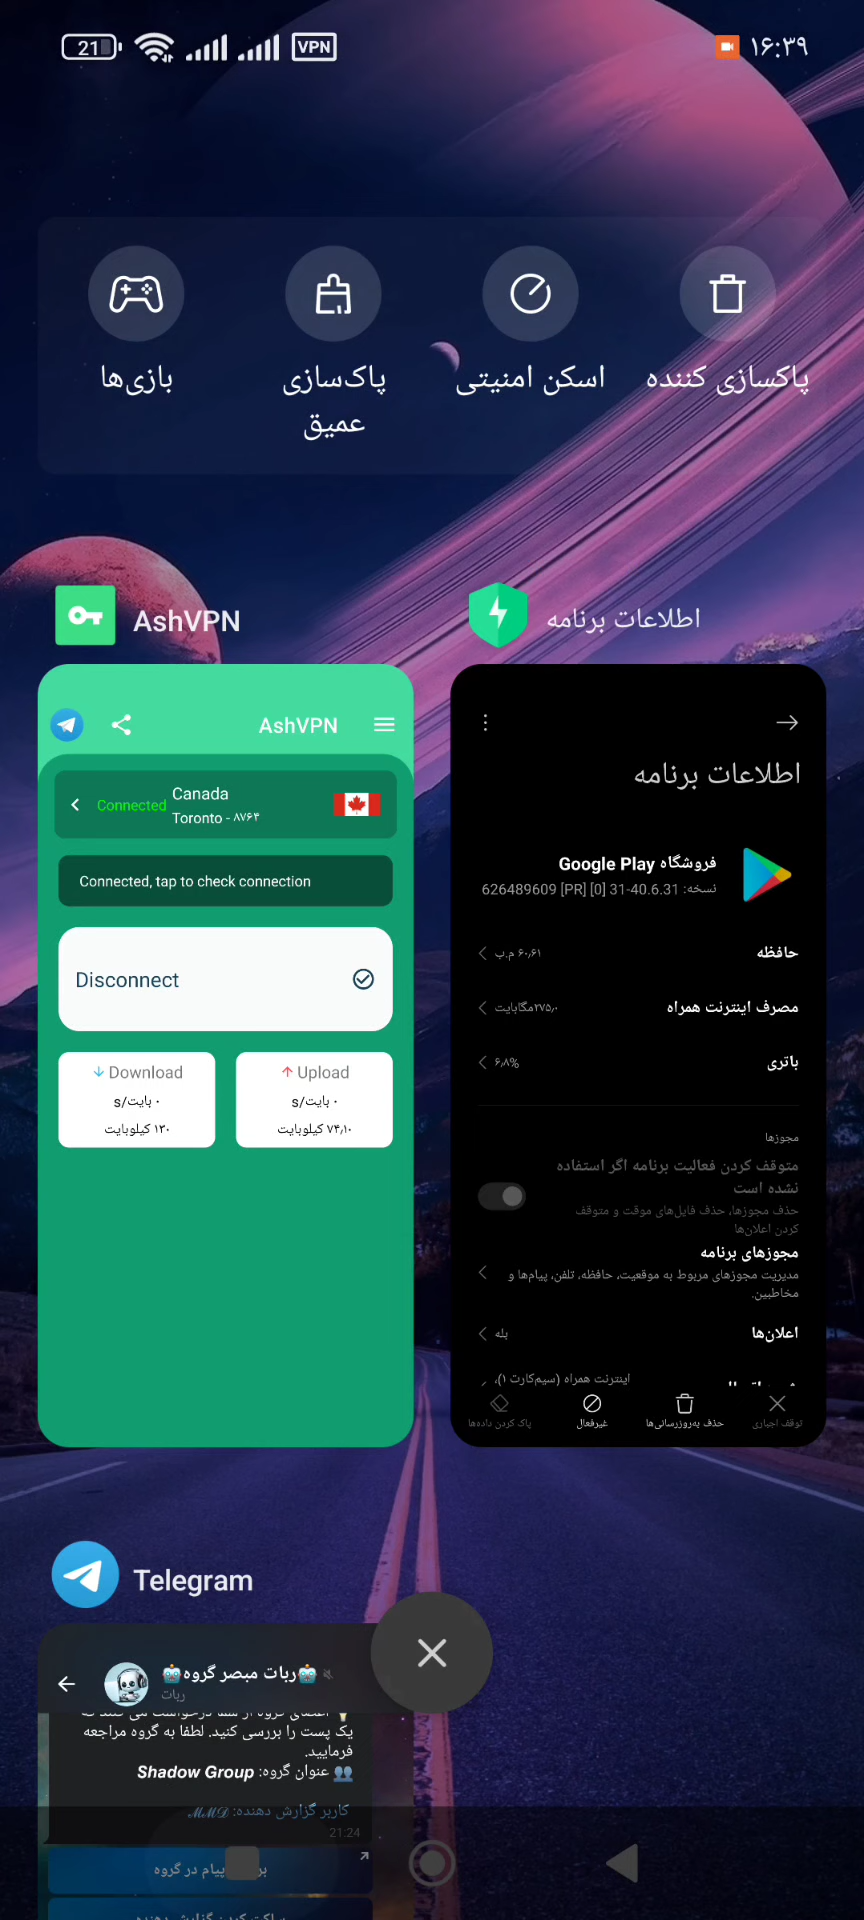 21
VPN
۱۶:۳۹
پاکسازی کننده
اسکن امنیتی
پاک‌سازی
عمیق
بازی‌ها
AshVPN
AshVPN
Canada
Connected
Toronto - ۸۷۶۴
Connected, tap to check connection
Disconnect
Download
۰ بایت/s
۱۳۰ کیلوبایت
Upload
۰ بایت/s
۷۴٫۱۰ کیلوبایت
اطلاعات برنامه
اطلاعات برنامه
فروشگاه Google Play
نسخه: 31-40.6.31 [0] [PR] 626489609
حافظه
۶۰٫۶۱ م.ب
مصرف اینترنت همراه
۲۷۵٫۰مگابایت
باتری
۶٫۸%
مجوزها
متوقف کردن فعالیت برنامه اگر استفاده
نشده است
حذف مجوزها، حذف فایل‌های موقت و متوقف
کردن اعلان‌ها
مجوزهای برنامه
مدیریت مجوزهای مربوط به موقعیت، حافظه، تلفن، پیام‌ها و
مخاطبین.
اعلان‌ها
بله
اینترنت همراه (سیم‌کارت ۱)،
توقف اجباری
حذف به‌روزرسانی‌ها
غیرفعال
پاک کردن داده‌ها
Telegram
🤖ربات مبصر گروه🤖
ربات
یک پست را بررسی کنید. لطفا به گروه مراجعه
فرمایید.
👥 عنوان گروه: Shadow Group
کاربر گزارش دهنده: 𝓜𝓜𝓓
21:24
پیام در گروه